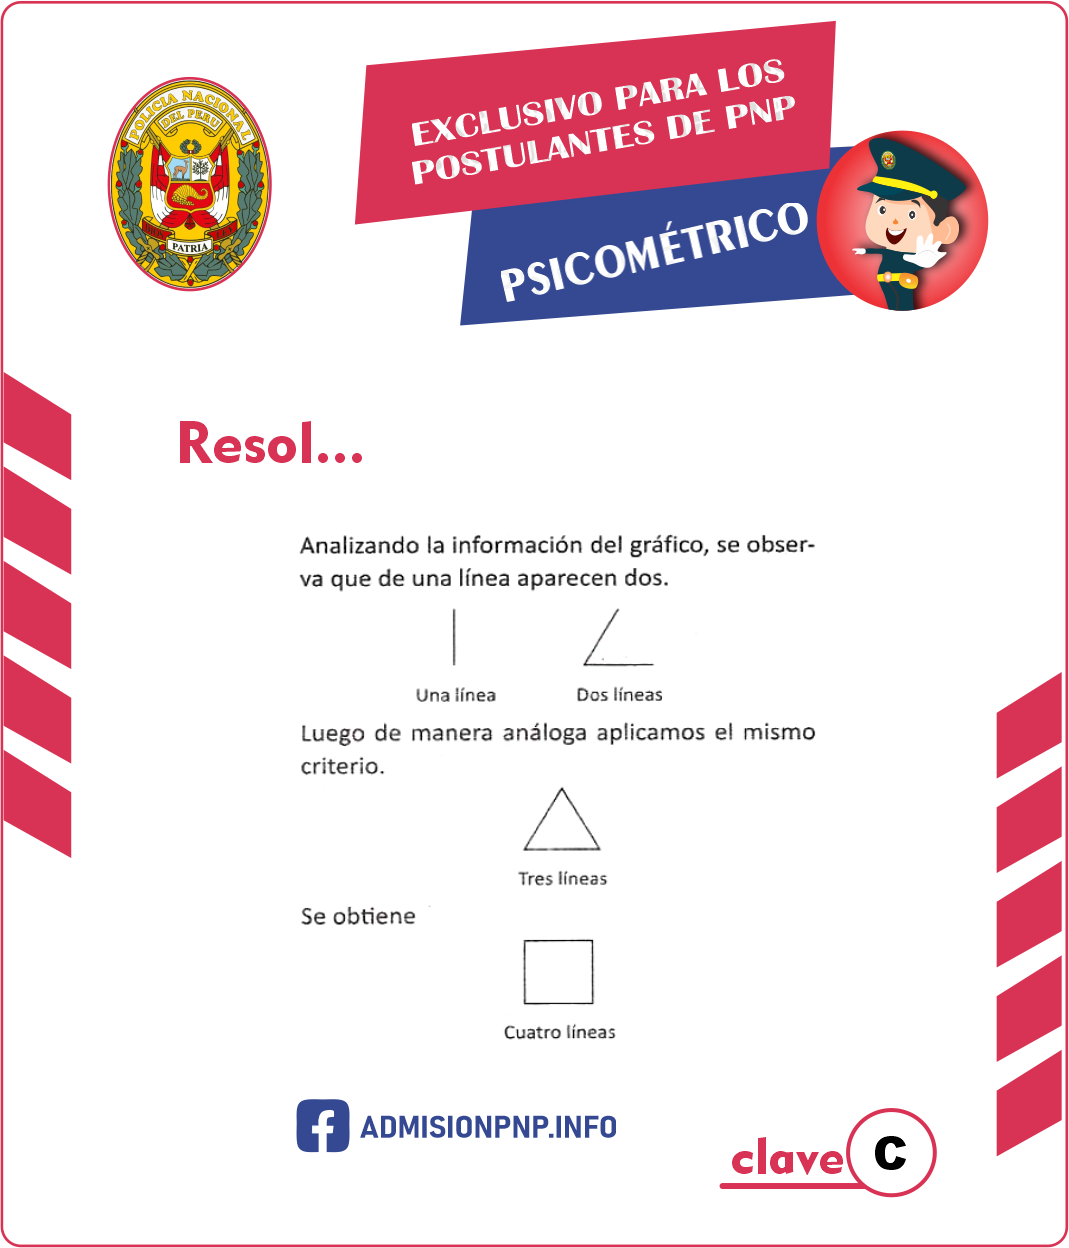 POLICIA NACIONAL
DEL PERU
DIOS
PATRIA
LEY
EXCLUSIVO PARA LOS
POSTULANTES DE PNP
PSICOMÉTRICO
Resol...
Analizando la información del gráfico, se obser-
va que de una línea aparecen dos.
Una línea
Dos líneas
Luego de manera análoga aplicamos el mismo
criterio.
Tres líneas
Se obtiene
Cuatro líneas
ADMISIONPNP.INFO
clave C